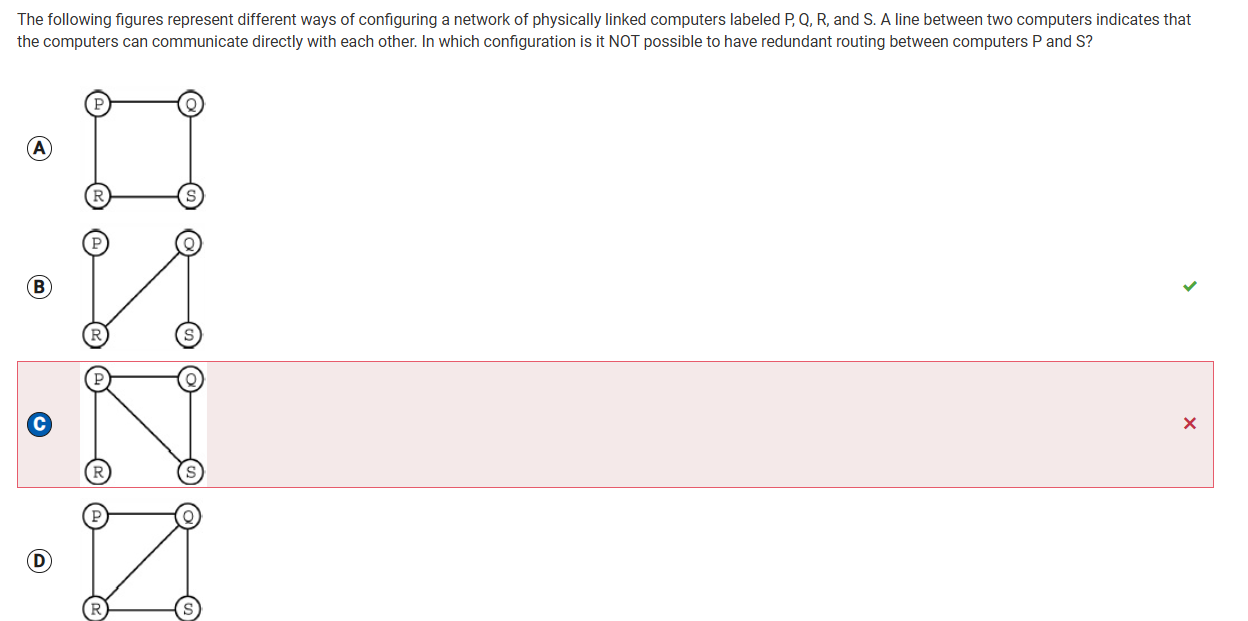 The following figures represent different ways of configuring a network of physically linked computers labeled P, Q, R, and S. A line between two computers indicates that
the computers can communicate directly with each other. In which configuration is it NOT possible to have redundant routing between computers P and S?
P Q
A
R S
P Q
B
R S
P Q
C
R S
P Q
D
R S